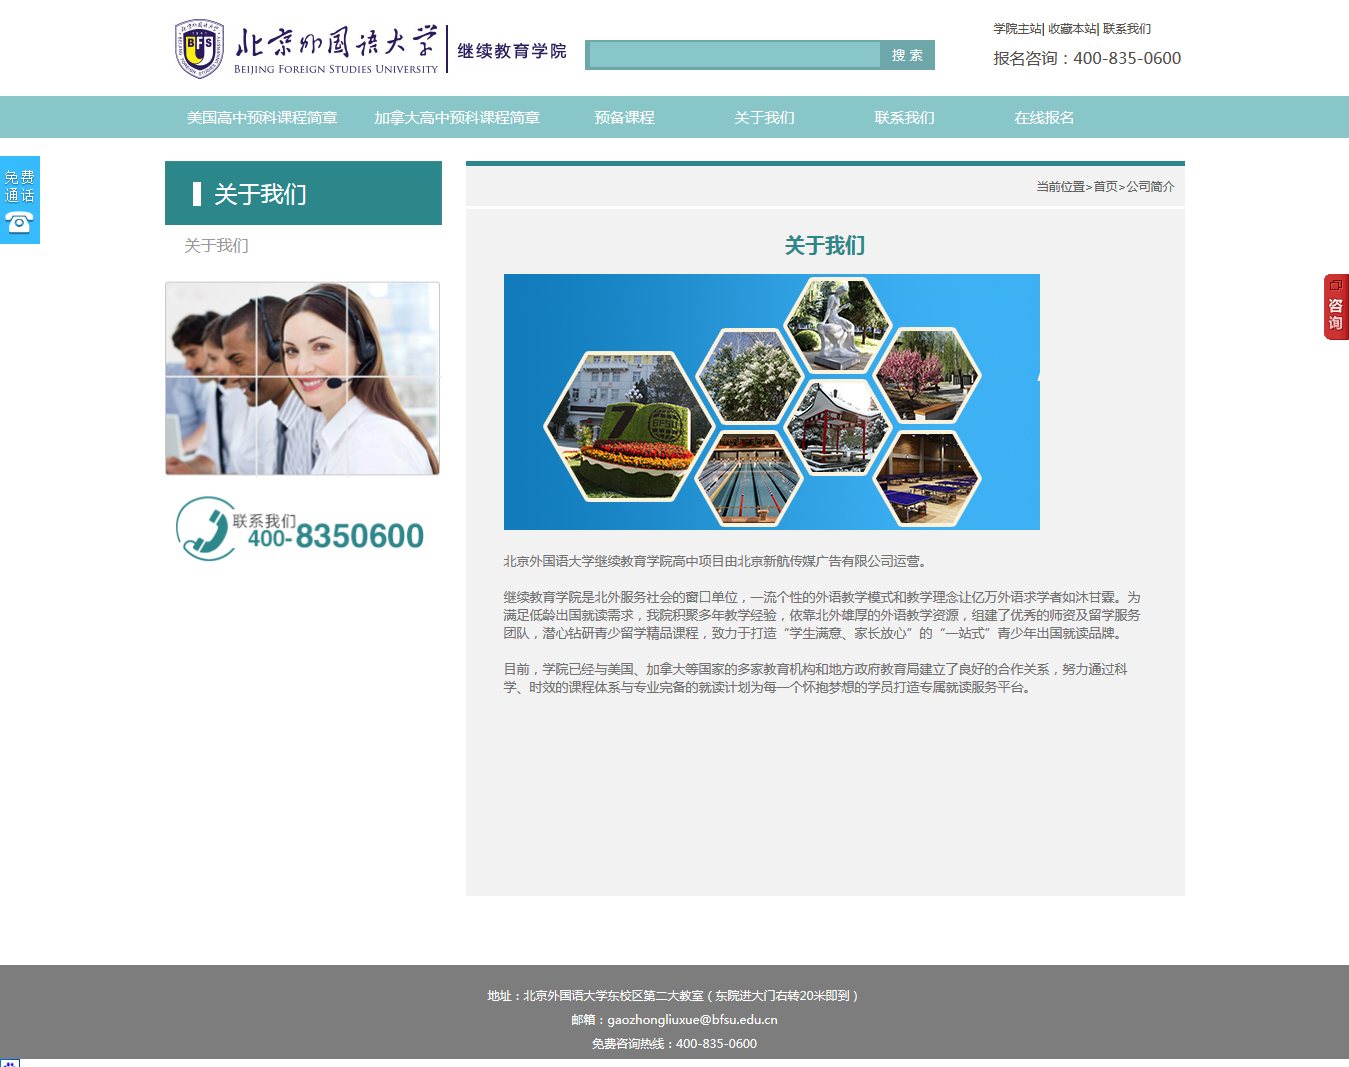 北京外国语大学
BEIJING FOREIGN STUDIES UNIVERSITY
继续教育学院
BFS
搜 索
学院主站| 收藏本站| 联系我们
报名咨询：400-835-0600
美国高中预科课程简章 加拿大高中预科课程简章 预备课程 关于我们 联系我们 在线报名
免费
通话
关于我们
关于我们
联系我们
400-8350600
当前位置>首页>公司简介
关于我们
7
BFSU
北京外国语大学继续教育学院高中项目由北京新航传媒广告有限公司运营。
继续教育学院是北外服务社会的窗口单位，一流个性的外语教学模式和教学理念让亿万外语求学者如沐甘霖。为
满足低龄出国就读需求，我院积聚多年教学经验，依靠北外雄厚的外语教学资源，组建了优秀的师资及留学服务
团队，潜心钻研青少留学精品课程，致力于打造“学生满意、家长放心”的“一站式”青少年出国就读品牌。
目前，学院已经与美国、加拿大等国家的多家教育机构和地方政府教育局建立了良好的合作关系，努力通过科
学、时效的课程体系与专业完备的就读计划为每一个怀抱梦想的学员打造专属就读服务平台。
咨
询
地址：北京外国语大学东校区第二大教室（东院进大门右转20米即到）
邮箱：gaozhongliuxue@bfsu.edu.cn
免费咨询热线：400-835-0600